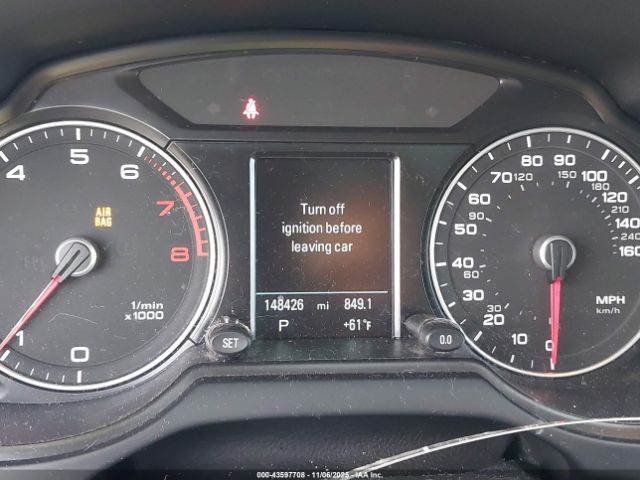 4 5 6 7 8
AIR
BAG
1/min
x1000
1 0
Turn off
ignition before
leaving car
148426 mi 849.1
P +61°F
SET
0.0
0 10 20 30 40 50 60 70 80 90 100 120 140 160
30 60 90 120 150 180 210 240
MPH
km/h
000-43597708 - 11/06/2025 - IAA Inc.